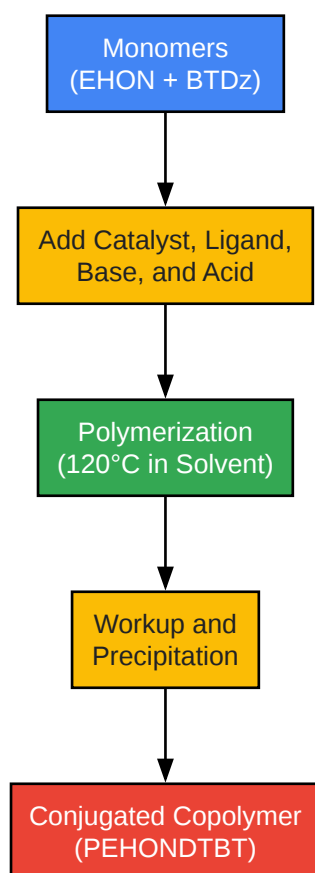 Monomers
(EHON + BTDz)
Add Catalyst, Ligand,
Base, and Acid
Polymerization
(120°C in Solvent)
Workup and
Precipitation
Conjugated Copolymer
(PEHONDTBT)